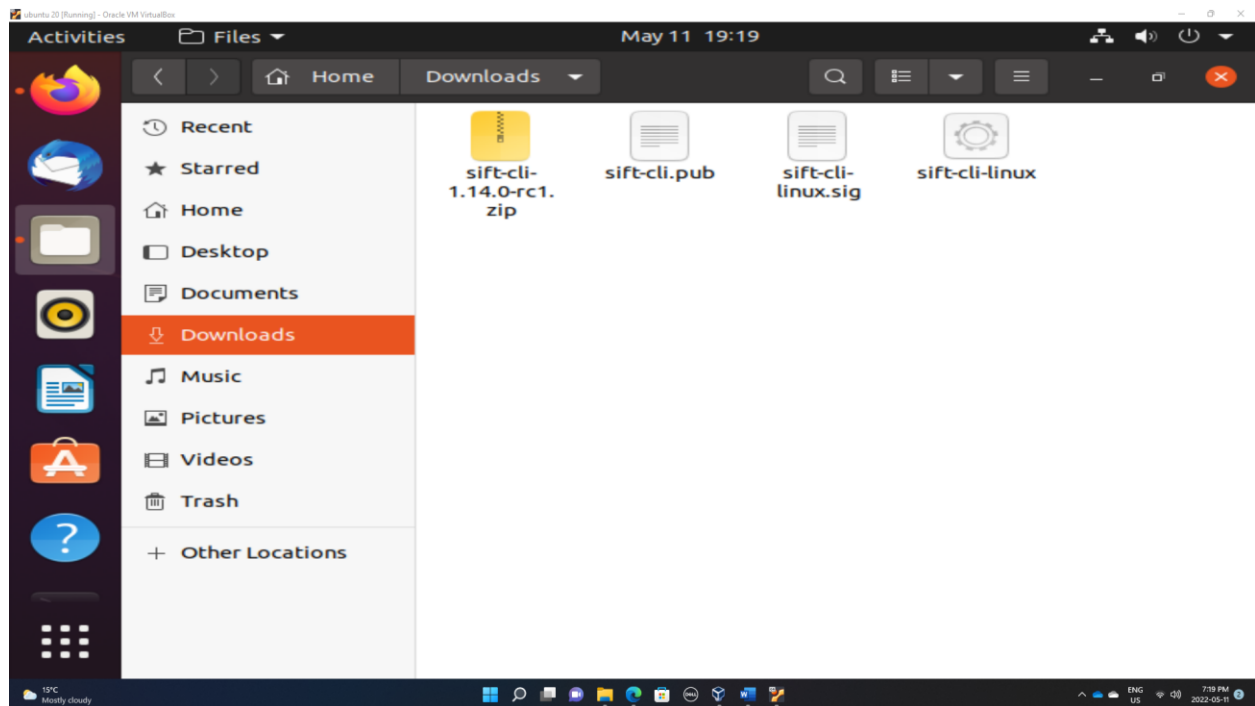 ubuntu 20 [Running] - Oracle VM VirtualBox
Activities Files May 11 19:19
Home Downloads
Recent
Starred
Home
Desktop
Documents
Downloads
Music
Pictures
Videos
Trash
+ Other Locations
sift-cli-
1.14.0-rc1.
zip
sift-cli.pub
sift-cli-
linux.sig
sift-cli-linux
15°C
Mostly cloudy
ENG
US
7:19 PM
2022-05-11
2